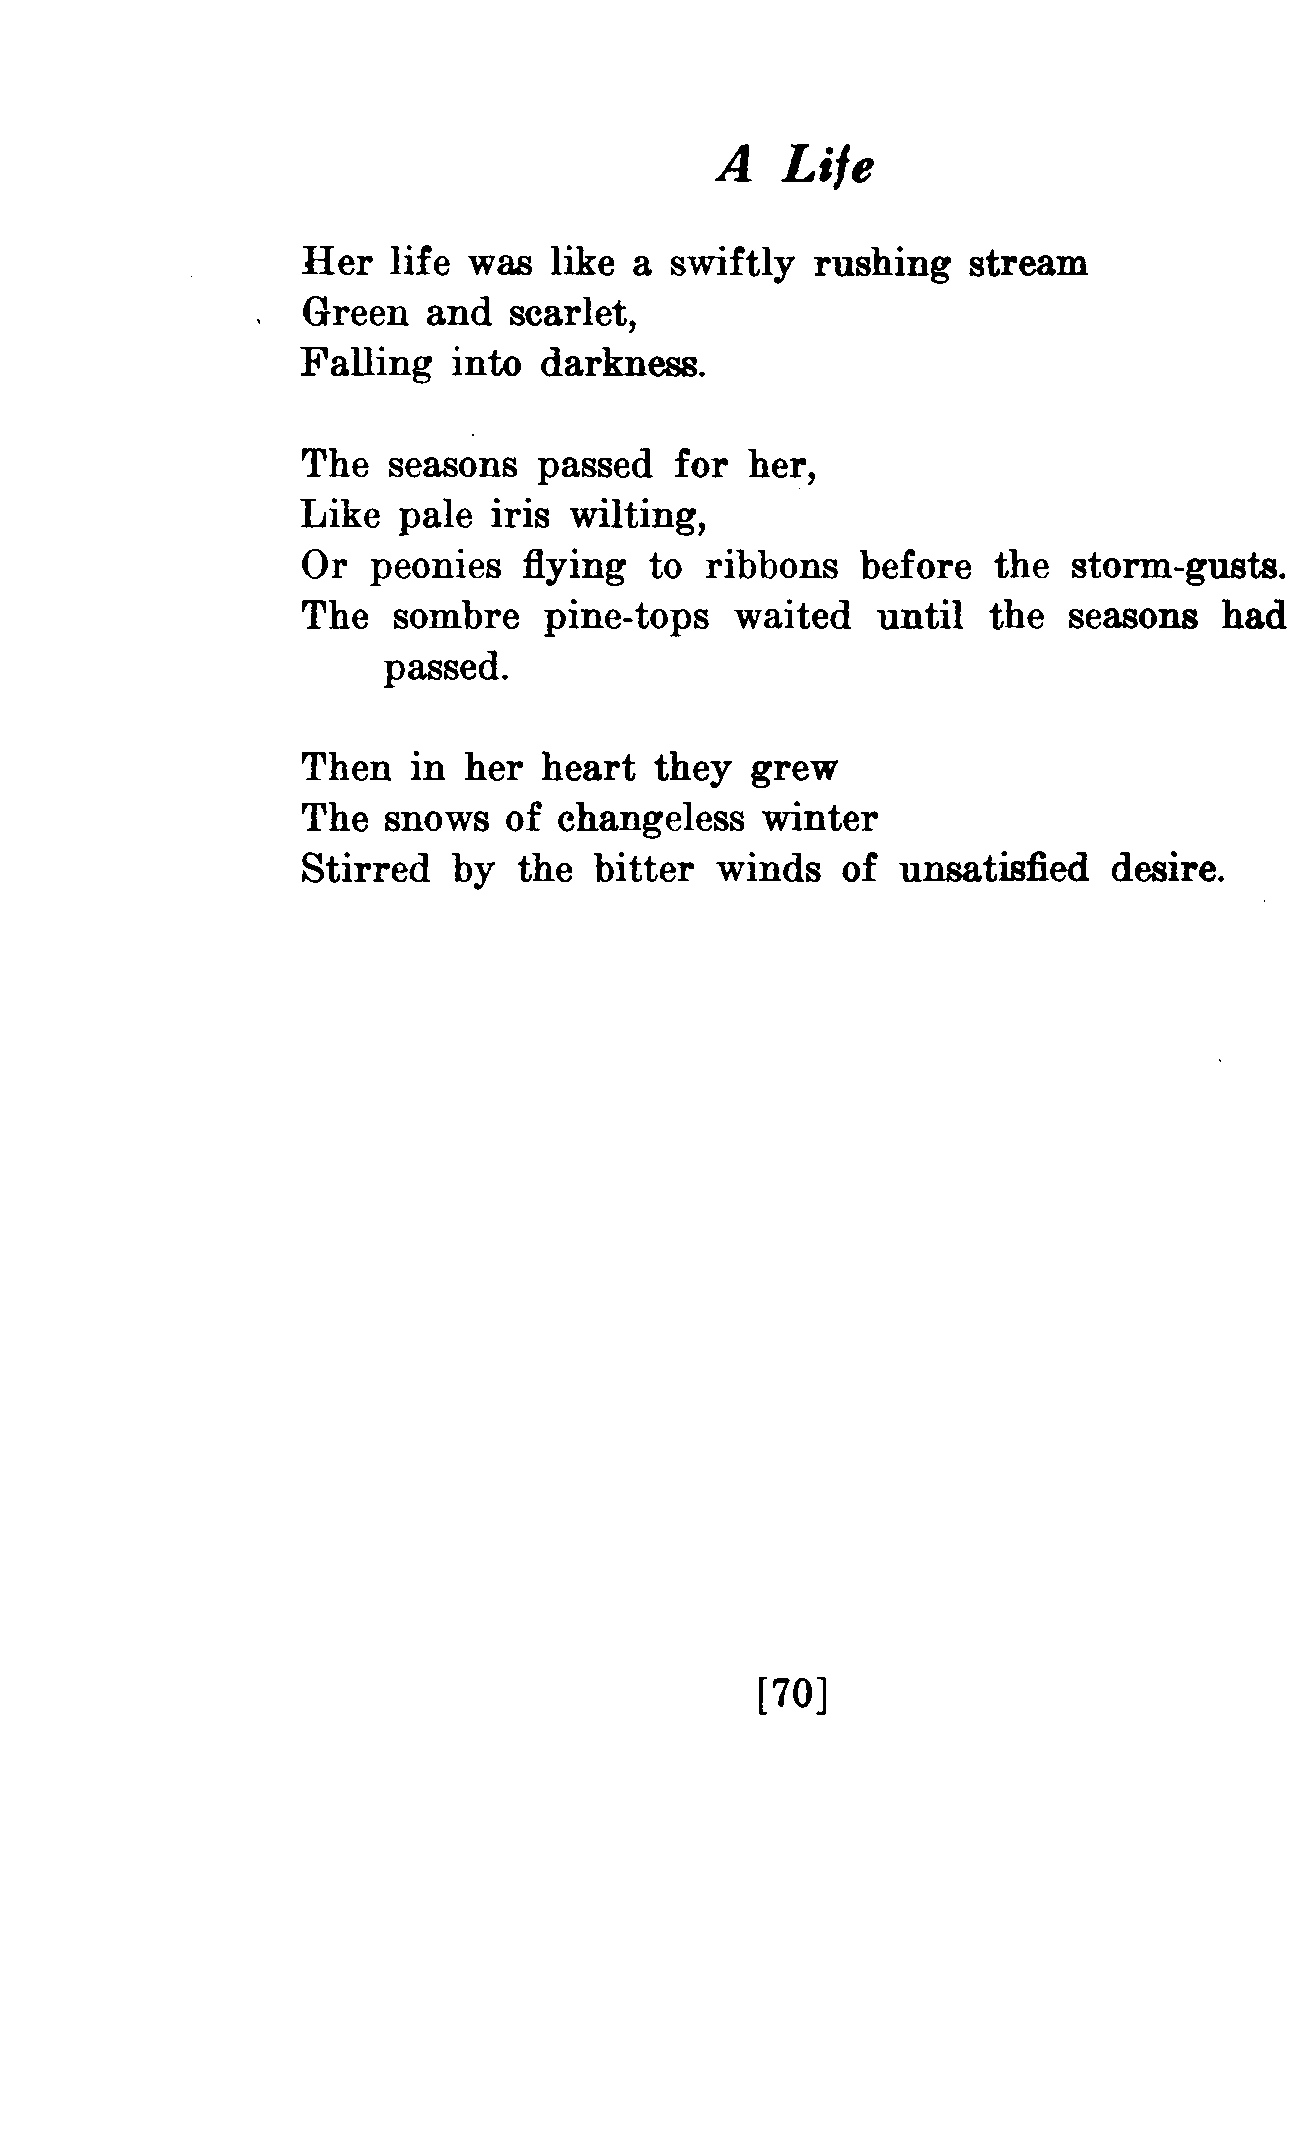 A Life
Her life was like a swiftly rushing stream
Green and scarlet,
Falling into darkness.
The seasons passed for her,
Like pale iris wilting,
Or peonies flying to ribbons before the storm-gusts.
The sombre pine-tops waited until the seasons had
passed.
Then in her heart they grew
The snows of changeless winter
Stirred by the bitter winds of unsatisfied desire.
[70]